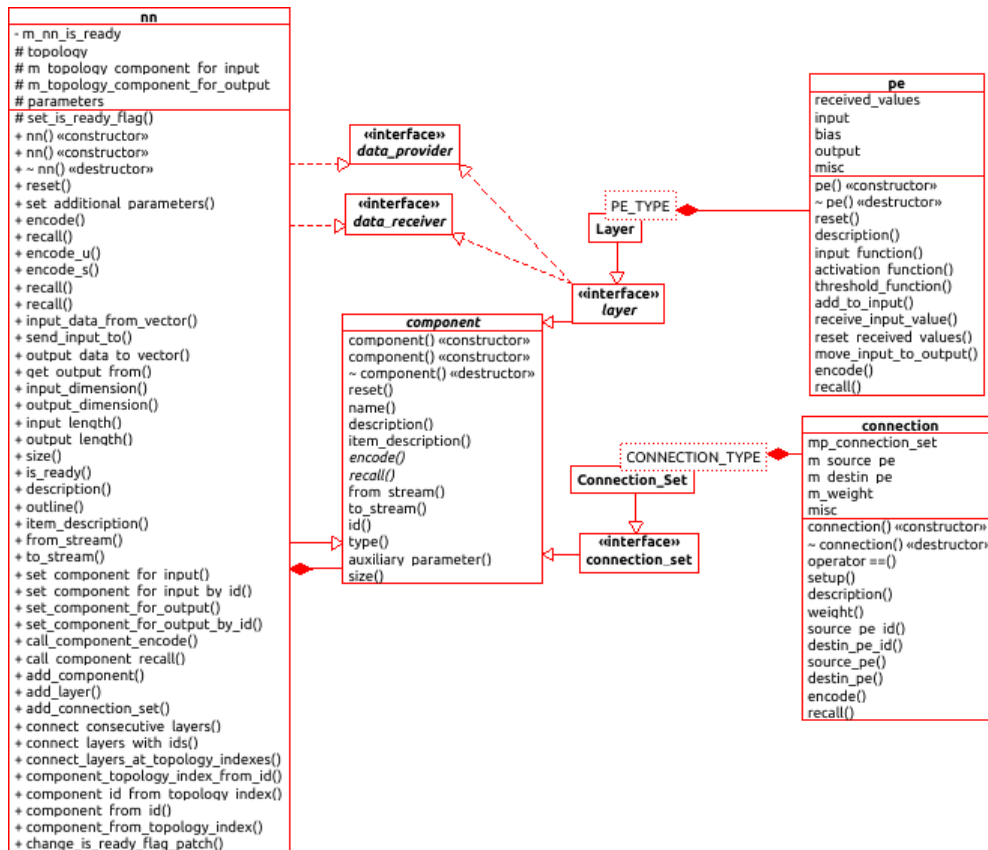 nn
- m_nn_is_ready
# topology
# m_topology_component_for_input
# m_topology_component_for_output
# parameters
# set_is_ready_flag()
+ nn() «constructor»
+ nn() «constructor»
+ ~ nn() «destructor»
+ reset()
+ set_additional_parameters()
+ encode()
+ recall()
+ encode_u()
+ encode_s()
+ recall()
+ recall()
+ input_data_from_vector()
+ send_input_to()
+ output_data_to_vector()
+ get_output_from()
+ input_dimension()
+ output_dimension()
+ input_length()
+ output_length()
+ size()
+ is_ready()
+ description()
+ outline()
+ item_description()
+ from_stream()
+ to_stream()
+ set_component_for_input()
+ set_component_for_input_by_id()
+ set_component_for_output()
+ set_component_for_output_by_id()
+ call_component_encode()
+ call_component_recall()
+ add_component()
+ add_layer()
+ add_connection_set()
+ connect_consecutive_layers()
+ connect_layers_with_ids()
+ connect_layers_at_topology_indexes()
+ component_topology_index_from_id()
+ component_id_from_topology_index()
+ component_from_id()
+ component_from_topology_index()
+ change_is_ready_flag_patch()
«interface»
data_provider
«interface»
data_receiver
PE_TYPE
Layer
«interface»
layer
component
component() «constructor»
component() «constructor»
~ component() «destructor»
reset()
name()
description()
item_description()
encode()
recall()
from_stream()
to_stream()
id()
type()
auxiliary_parameter()
size()
CONNECTION_TYPE
Connection_Set
«interface»
connection_set
pe
received_values
input
bias
output
misc
pe() «constructor»
~ pe() «destructor»
reset()
description()
input_function()
activation_function()
threshold_function()
add_to_input()
receive_input_value()
reset_received_values()
move_input_to_output()
encode()
recall()
connection
mp_connection_set
m_source_pe
m_destin_pe
m_weight
misc
connection() «constructor»
~ connection() «destructor»
operator ==()
setup()
description()
weight()
source_pe_id()
destin_pe_id()
source_pe()
destin_pe()
encode()
recall()